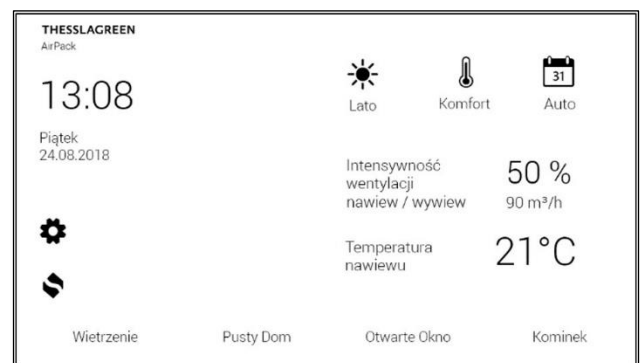 THESSLAGREEN
AirPack
13:08
Piątek
24.08.2018
31
Lato
Komfort
Auto
Intensywność
wentylacji
nawiew / wywiew
50 %
90 m³/h
Temperatura
nawiewu
21°C
Wietrzenie
Pusty Dom
Otwarte Okno
Kominek